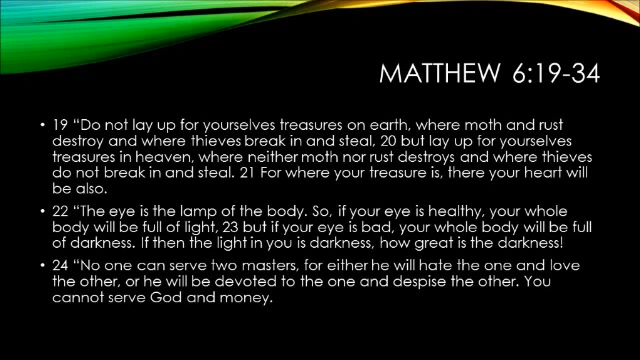 MATTHEW 6:19-34
• 19 “Do not lay up for yourselves treasures on earth, where moth and rust
destroy and where thieves break in and steal, 20 but lay up for yourselves
treasures in heaven, where neither moth nor rust destroys and where thieves
do not break in and steal. 21 For where your treasure is, there your heart will
be also.
• 22 “The eye is the lamp of the body. So, if your eye is healthy, your whole
body will be full of light, 23 but if your eye is bad, your whole body will be full
of darkness. If then the light in you is darkness, how great is the darkness!
• 24 “No one can serve two masters, for either he will hate the one and love
the other, or he will be devoted to the one and despise the other. You
cannot serve God and money.